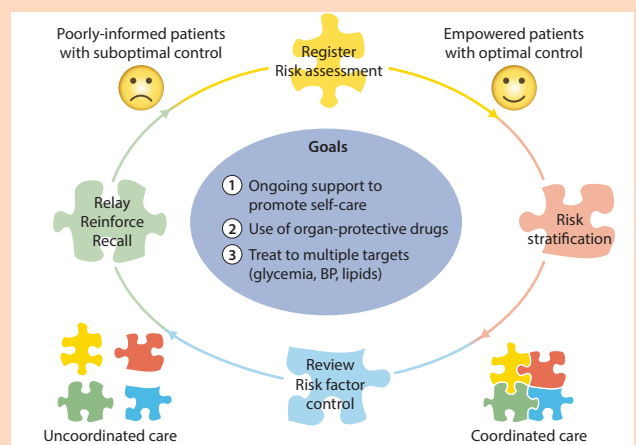 Poorly-informed patients
with suboptimal control
Register
Risk assessment
Empowered patients
with optimal control
Goals
1 Ongoing support to
promote self-care
2 Use of organ-protective drugs
3 Treat to multiple targets
(glycemia, BP, lipids)
Relay
Reinforce
Recall
Risk
stratification
Review
Risk factor
control
Uncoordinated care
Coordinated care